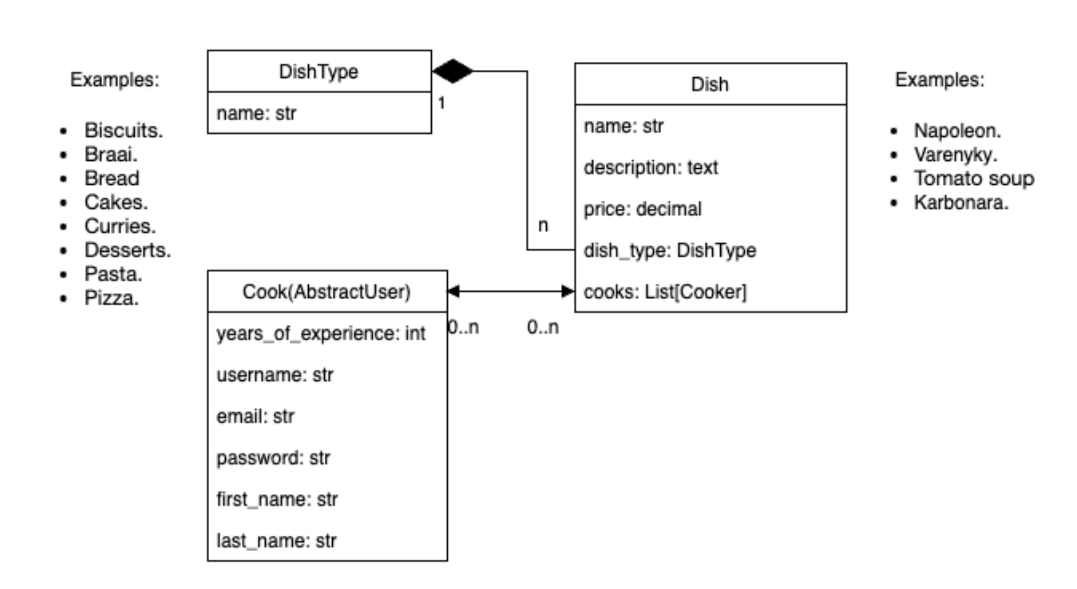 Examples:
• Biscuits.
• Braai.
• Bread
• Cakes.
• Curries.
• Desserts.
• Pasta.
• Pizza.
DishType
name: str
1
n
Dish
name: str
description: text
price: decimal
dish_type: DishType
cooks: List[Cooker]
Examples:
• Napoleon.
• Varenyky.
• Tomato soup
• Karbonara.
Cook(AbstractUser)
years_of_experience: int
username: str
email: str
password: str
first_name: str
last_name: str
0..n
0..n